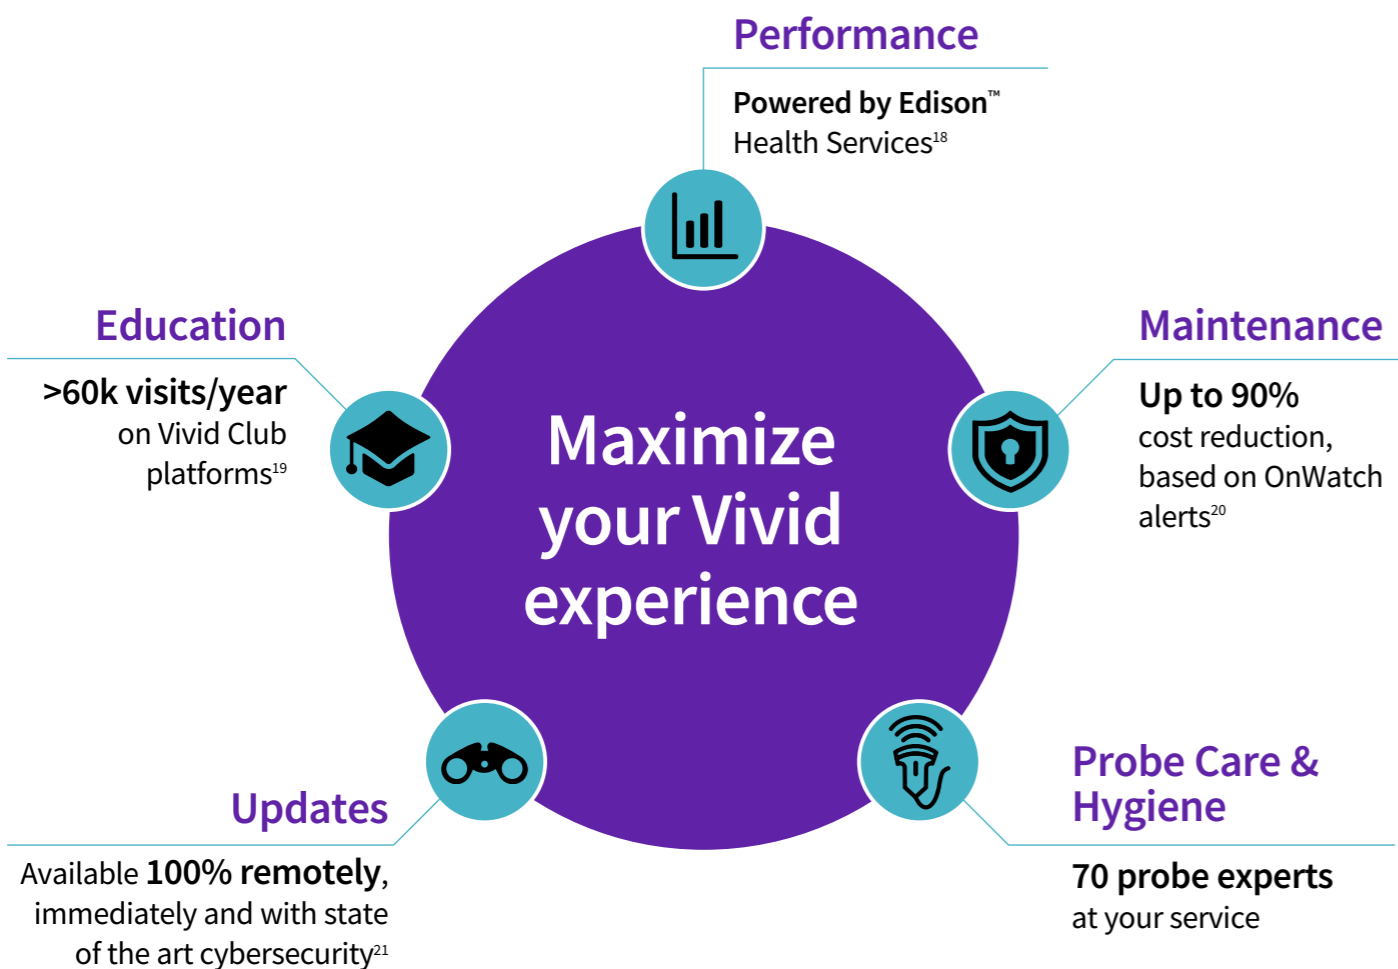 Performance
Powered by Edison™
Health Services¹⁸
Education
>60k visits/year
on Vivid Club
platforms¹⁹
Maintenance
Up to 90%
cost reduction,
based on OnWatch
alerts²⁰
Maximize
your Vivid
experience
Updates
Available 100% remotely,
immediately and with state
of the art cybersecurity²¹
Probe Care &
Hygiene
70 probe experts
at your service